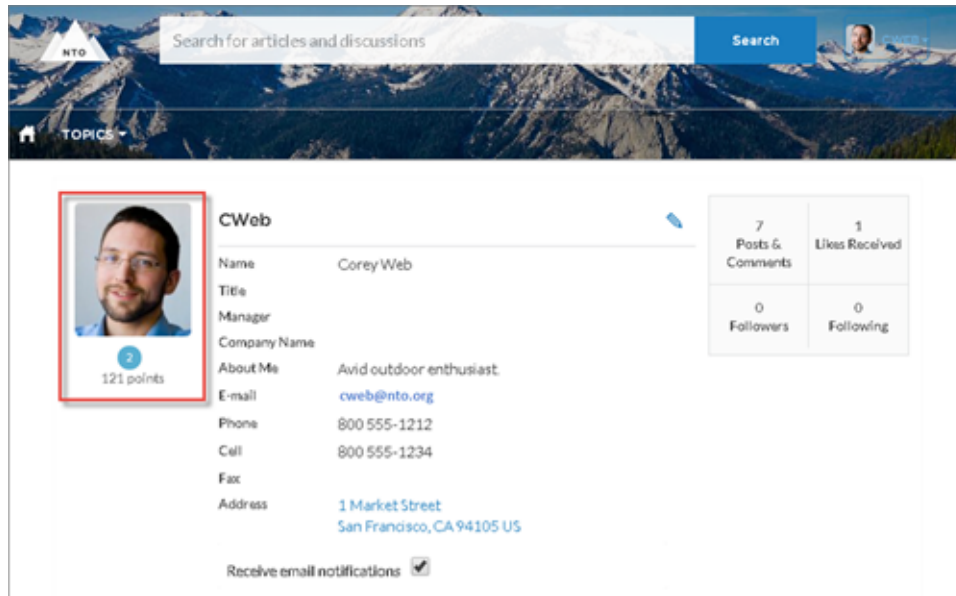 NTO
Search for articles and discussions
Search
CWEB
TOPICS
2
121 points
CWeb
Name Corey Web
Title
Manager
Company Name
About Me Avid outdoor enthusiast.
E-mail cweb@nto.org
Phone 800 555-1212
Cell 800 555-1234
Fax
Address 1 Market Street
San Francisco, CA 94105 US
Receive email notifications
7
Posts &
Comments
1
Likes Received
0
Followers
0
Following